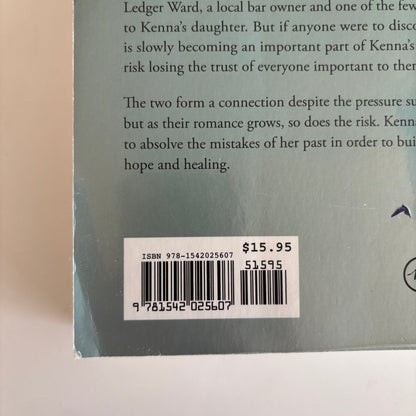 Ledger Ward, a local bar owner and one of the few
to Kenna's daughter. But if anyone were to disco
is slowly becoming an important part of Kenna's
risk losing the trust of everyone important to the
The two form a connection despite the pressure su
but as their romance grows, so does the risk. Kenna
to absolve the mistakes of her past in order to bui
hope and healing.
ISBN 978-1542025607
$15.95
51595
9 781542 025607